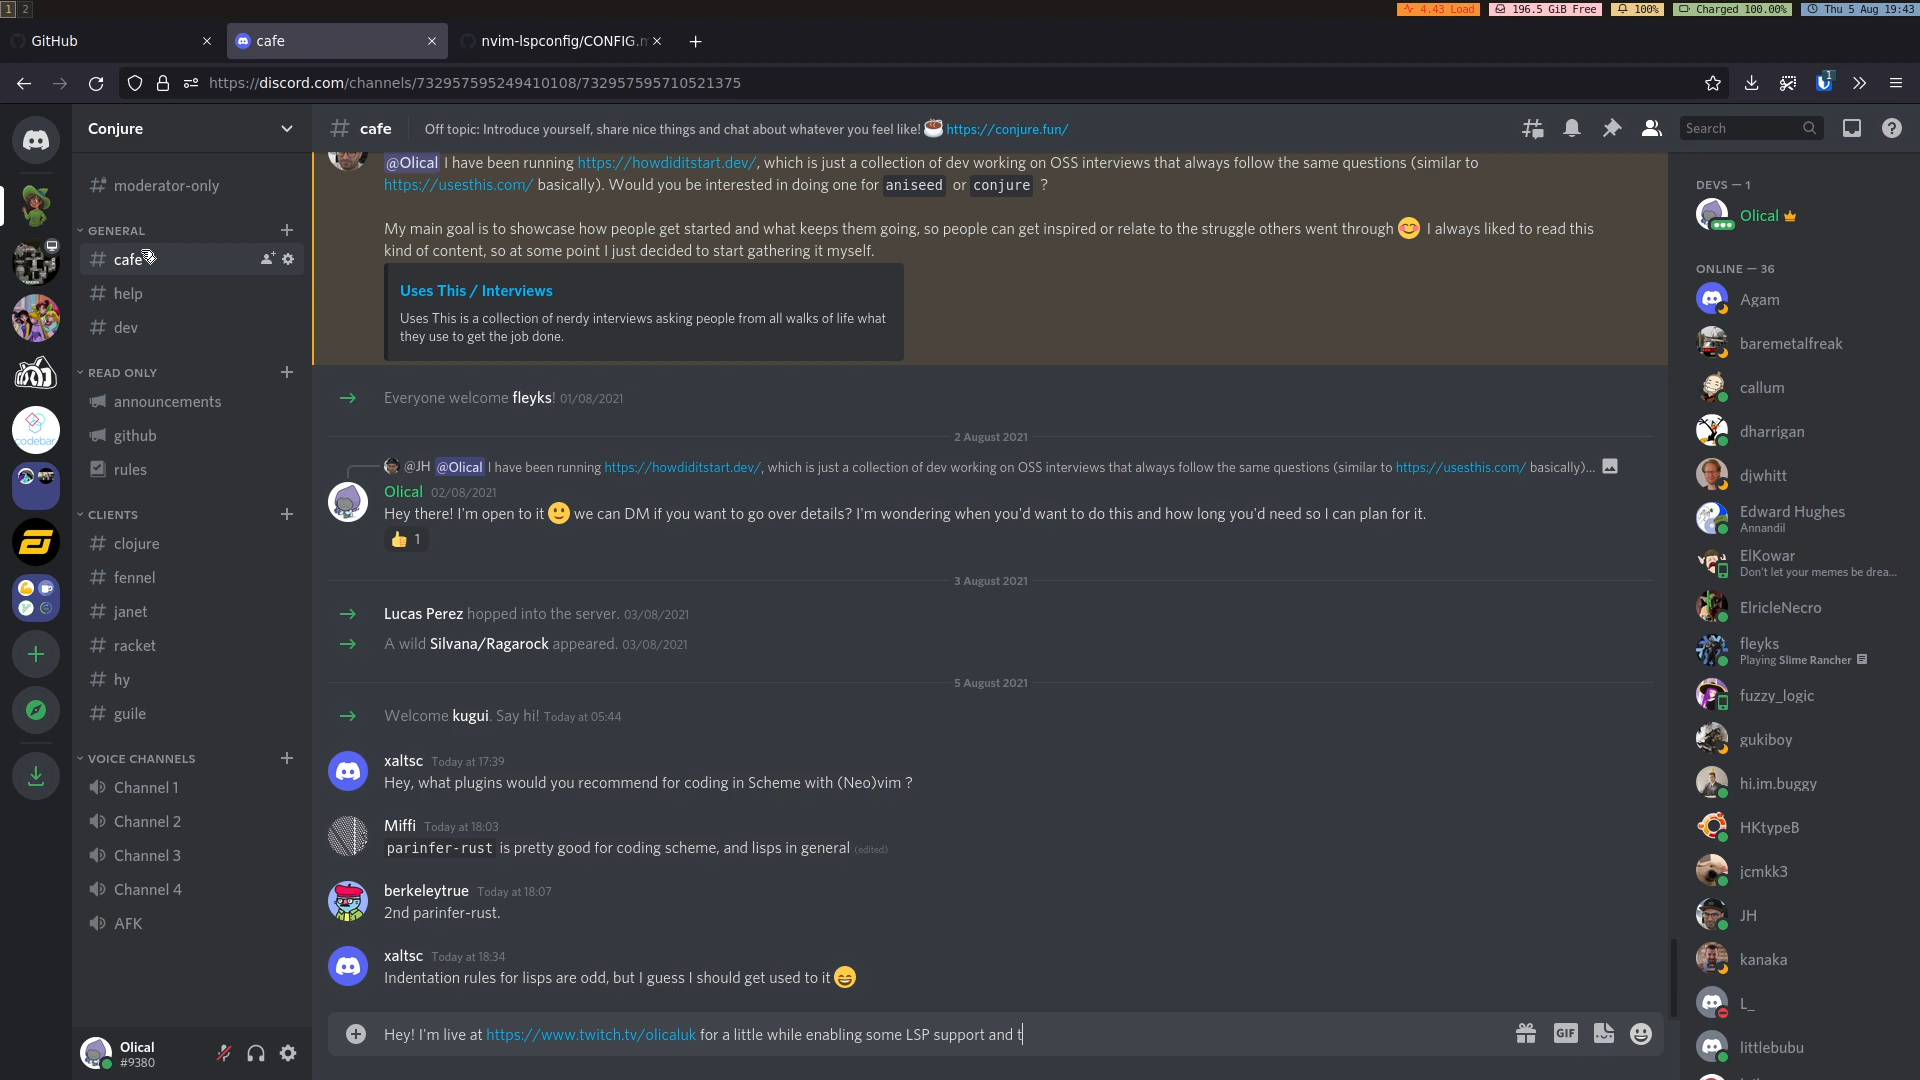 1 2
4.43 Load 196.5 GiB Free 100% Charged 100.00% Thu 5 Aug 19:43
GitHub
cafe
nvim-lspconfig/CONFIG.
https://discord.com/channels/732957595249410108/732957595710521375
1
Conjure
cafe
Off topic: Introduce yourself, share nice things and chat about whatever you feel like! ☕ https://conjure.fun/
Search
moderator-only
GENERAL
cafe
help
dev
READ ONLY
announcements
github
rules
CLIENTS
clojure
fennel
janet
racket
hy
guile
VOICE CHANNELS
Channel 1
Channel 2
Channel 3
Channel 4
AFK
codebar
Olical
#9380
@Olical I have been running https://howdiditstart.dev/, which is just a collection of dev working on OSS interviews that always follow the same questions (similar to
https://usesthis.com/ basically). Would you be interested in doing one for aniseed or conjure ?
My main goal is to showcase how people get started and what keeps them going, so people can get inspired or relate to the struggle others went through 😊 I always liked to read this
kind of content, so at some point I just decided to start gathering it myself.
Uses This / Interviews
Uses This is a collection of nerdy interviews asking people from all walks of life what
they use to get the job done.
Everyone welcome fleyks! 01/08/2021
2 August 2021
@JH @Olical I have been running https://howdiditstart.dev/, which is just a collection of dev working on OSS interviews that always follow the same questions (similar to https://usesthis.com/ basically)...
Olical 02/08/2021
Hey there! I'm open to it 🙂 we can DM if you want to go over details? I'm wondering when you'd want to do this and how long you'd need so I can plan for it.
👍 1
3 August 2021
Lucas Perez hopped into the server. 03/08/2021
A wild Silvana/Ragarock appeared. 03/08/2021
5 August 2021
Welcome kugui. Say hi! Today at 05:44
xaltsc Today at 17:39
Hey, what plugins would you recommend for coding in Scheme with (Neo)vim ?
Miffi Today at 18:03
parinfer-rust is pretty good for coding scheme, and lisps in general (edited)
berkeleytrue Today at 18:07
2nd parinfer-rust.
xaltsc Today at 18:34
Indentation rules for lisps are odd, but I guess I should get used to it 😄
Hey! I'm live at https://www.twitch.tv/olicaluk for a little while enabling some LSP support and t
GIF
DEVS — 1
Olical
ONLINE — 36
Agam
baremetalfreak
callum
dharrigan
djwhitt
Edward Hughes
Annandil
ElKowar
Don't let your memes be drea...
ElricleNecro
fleyks
Playing Slime Rancher
fuzzy_logic
gukiboy
hi.im.buggy
HKtypeB
jcmkk3
JH
kanaka
L_
littlebubu